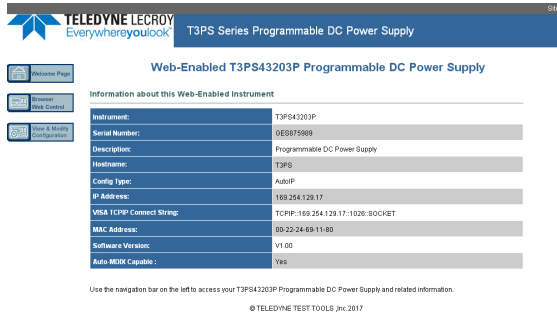 Site
TELEDYNE LECROY
Everywhereyoulook™
T3PS Series Programmable DC Power Supply
Welcome Page
Browser
Web Control
View & Modify
Configuration
Web-Enabled T3PS43203P Programmable DC Power Supply
Information about this Web-Enabled Instrument
Instrument: T3PS43203P
Serial Number: GES875989
Description: Programmable DC Power Supply
Hostname: T3PS
Config Type: AutoIP
IP Address: 169.254.129.17
VISA TCPIP Connect String: TCPIP::169.254.129.17::1026::SOCKET
MAC Address: 00-22-24-69-11-80
Software Version: V1.00
Auto-MDIX Capable : Yes
Use the navigation bar on the left to access your T3PS43203P Programmable DC Power Supply and related information.
© TELEDYNE TEST TOOLS ,Inc.2017